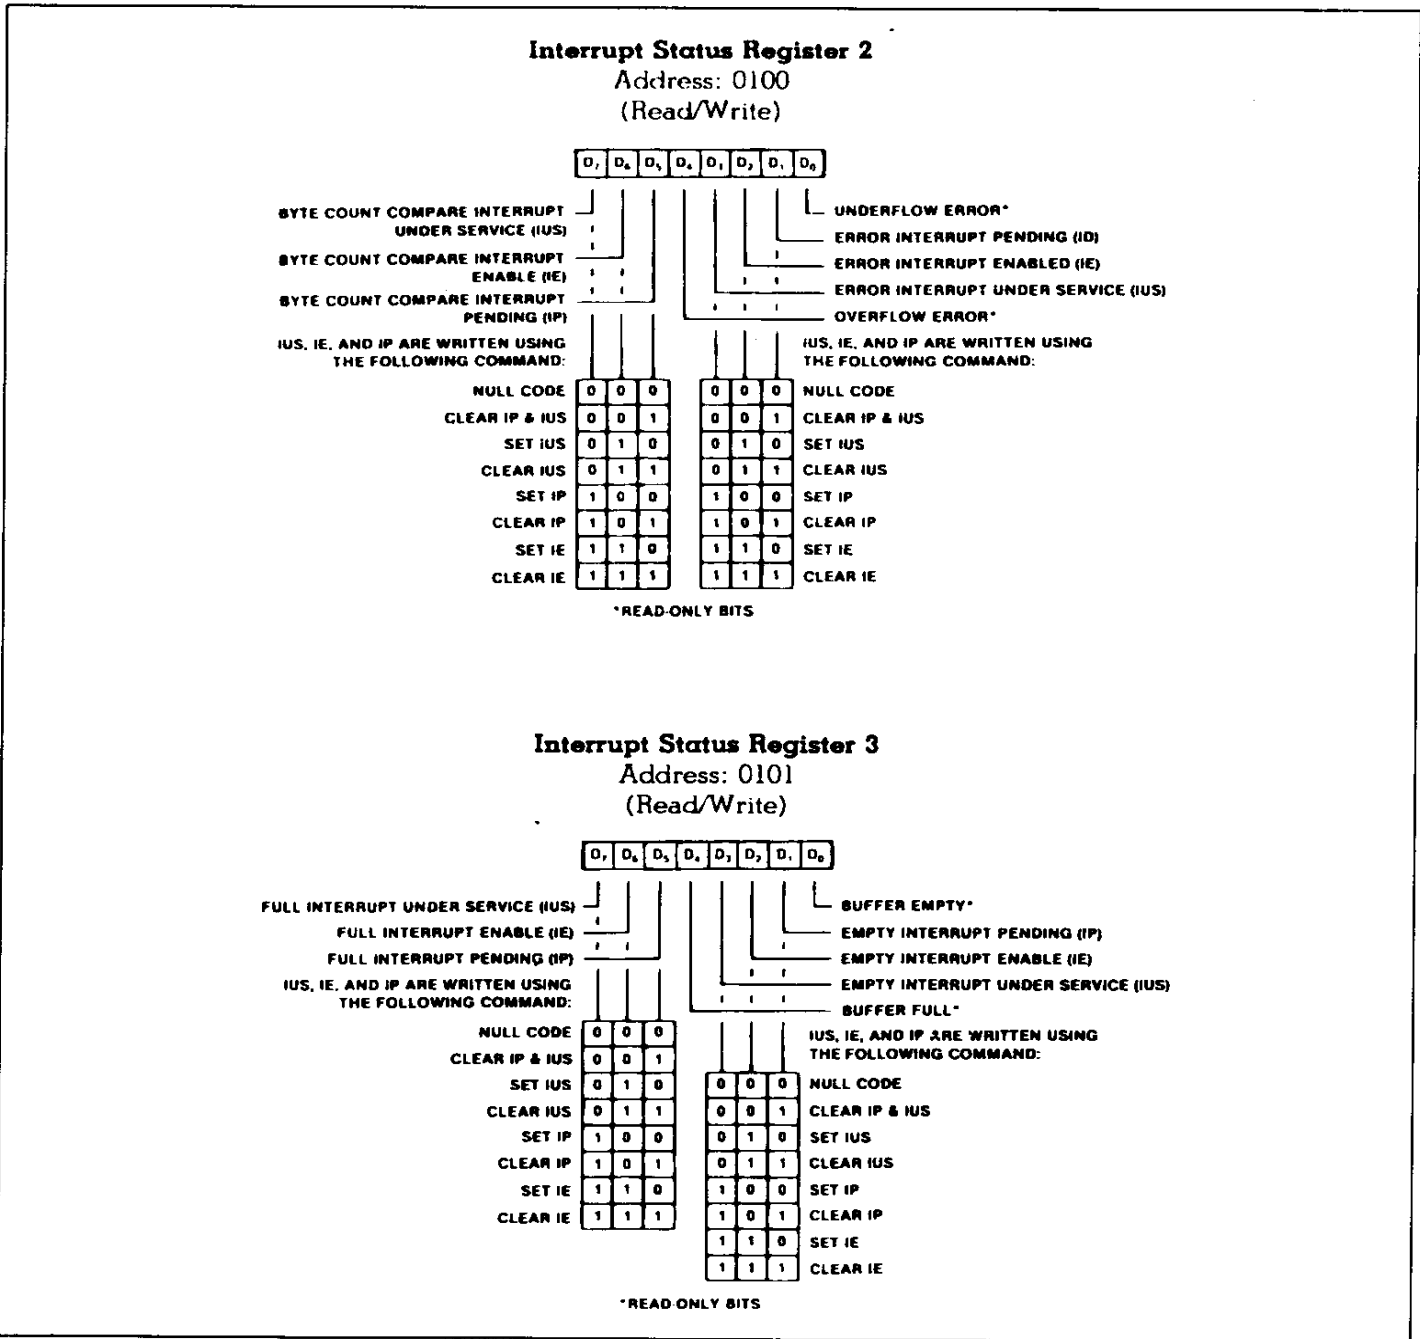 Interrupt Status Register 2
Address: 0100
(Read/Write)
D7 D6 D5 D4 D3 D2 D1 D0
BYTE COUNT COMPARE INTERRUPT
UNDER SERVICE (IUS)
BYTE COUNT COMPARE INTERRUPT
ENABLE (IE)
BYTE COUNT COMPARE INTERRUPT
PENDING (IP)
IUS, IE, AND IP ARE WRITTEN USING
THE FOLLOWING COMMAND:
UNDERFLOW ERROR*
ERROR INTERRUPT PENDING (ID)
ERROR INTERRUPT ENABLED (IE)
ERROR INTERRUPT UNDER SERVICE (IUS)
OVERFLOW ERROR*
IUS, IE, AND IP ARE WRITTEN USING
THE FOLLOWING COMMAND:
NULL CODE 0 0 0 0 0 0 NULL CODE
CLEAR IP & IUS 0 0 1 0 0 1 CLEAR IP & IUS
SET IUS 0 1 0 0 1 0 SET IUS
CLEAR IUS 0 1 1 0 1 1 CLEAR IUS
SET IP 1 0 0 1 0 0 SET IP
CLEAR IP 1 0 1 1 0 1 CLEAR IP
SET IE 1 1 0 1 1 0 SET IE
CLEAR IE 1 1 1 1 1 1 CLEAR IE
*READ-ONLY BITS
Interrupt Status Register 3
Address: 0101
(Read/Write)
D7 D6 D5 D4 D3 D2 D1 D0
FULL INTERRUPT UNDER SERVICE (IUS)
FULL INTERRUPT ENABLE (IE)
FULL INTERRUPT PENDING (IP)
IUS, IE, AND IP ARE WRITTEN USING
THE FOLLOWING COMMAND:
NULL CODE 0 0 0
CLEAR IP & IUS 0 0 1
SET IUS 0 1 0
CLEAR IUS 0 1 1
SET IP 1 0 0
CLEAR IP 1 0 1
SET IE 1 1 0
CLEAR IE 1 1 1
BUFFER EMPTY*
EMPTY INTERRUPT PENDING (IP)
EMPTY INTERRUPT ENABLE (IE)
EMPTY INTERRUPT UNDER SERVICE (IUS)
BUFFER FULL*
IUS, IE, AND IP ARE WRITTEN USING
THE FOLLOWING COMMAND:
0 0 0 NULL CODE
0 0 1 CLEAR IP & IUS
0 1 0 SET IUS
0 1 1 CLEAR IUS
1 0 0 SET IP
1 0 1 CLEAR IP
1 1 0 SET IE
1 1 1 CLEAR IE
*READ-ONLY BITS